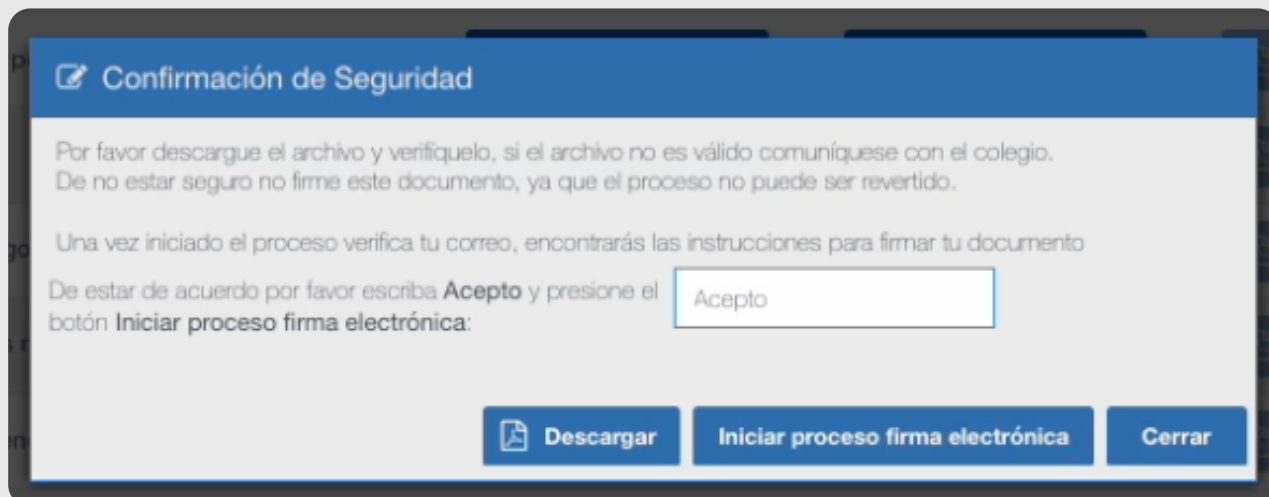 Confirmación de Seguridad
Por favor descargue el archivo y verifíquelo, si el archivo no es válido comuníquese con el colegio.
De no estar seguro no firme este documento, ya que el proceso no puede ser revertido.
Una vez iniciado el proceso verifica tu correo, encontrarás las instrucciones para firmar tu documento
De estar de acuerdo por favor escriba Acepto y presione el
botón Iniciar proceso firma electrónica:
Acepto
Descargar
Iniciar proceso firma electrónica
Cerrar